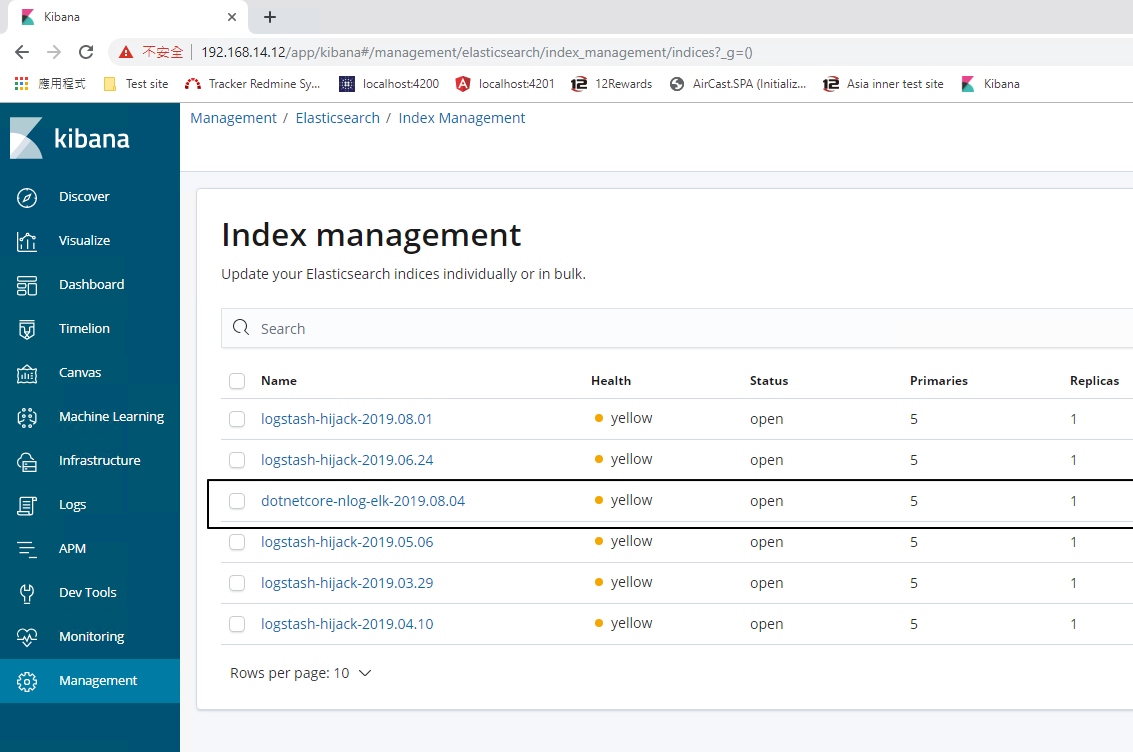 Kibana
不安全 192.168.14.12/app/kibana#/management/elasticsearch/index_management/indices?_g=()
應用程式 Test site Tracker Redmine Sy... localhost:4200 localhost:4201 12Rewards AirCast.SPA (Initializ... Asia inner test site Kibana
kibana
Discover
Visualize
Dashboard
Timelion
Canvas
Machine Learning
Infrastructure
Logs
APM
Dev Tools
Monitoring
Management
Management / Elasticsearch / Index Management
Index management
Update your Elasticsearch indices individually or in bulk.
Search
Name Health Status Primaries Replicas
logstash-hijack-2019.08.01 yellow open 5 1
logstash-hijack-2019.06.24 yellow open 5 1
dotnetcore-nlog-elk-2019.08.04 yellow open 5 1
logstash-hijack-2019.05.06 yellow open 5 1
logstash-hijack-2019.03.29 yellow open 5 1
logstash-hijack-2019.04.10 yellow open 5 1
Rows per page: 10